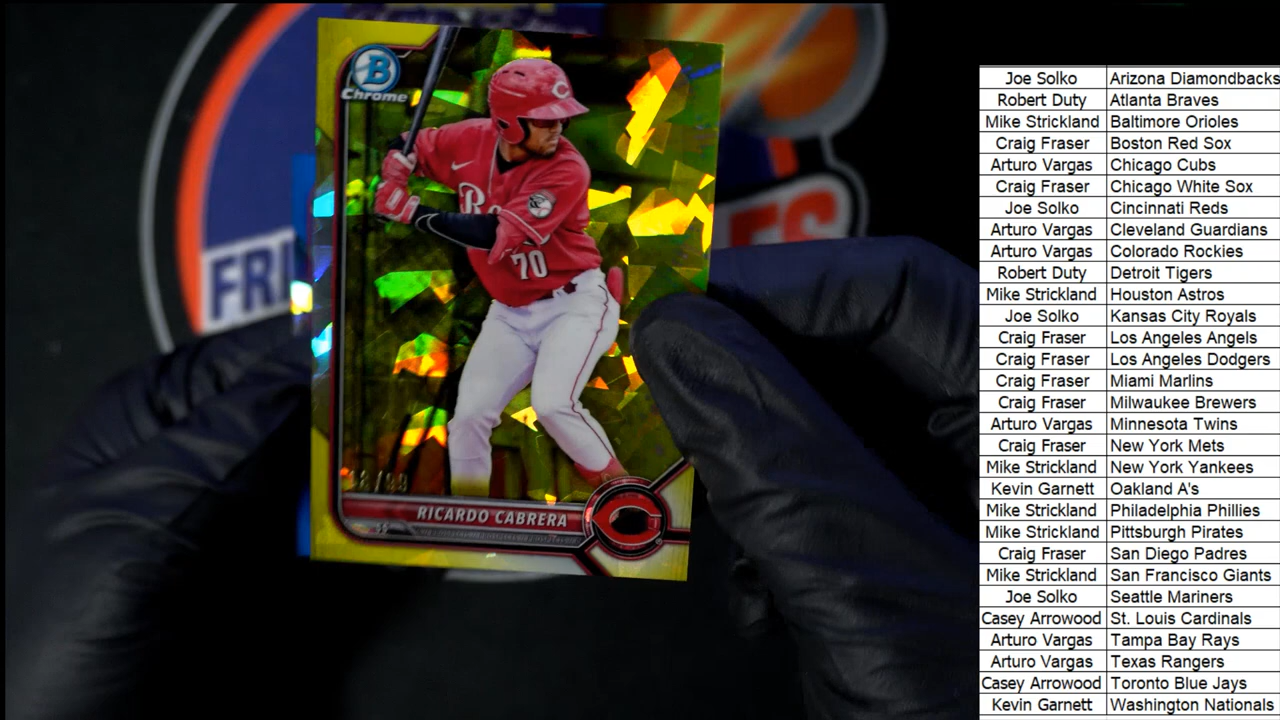 B
Chrome
C
Re
70
/99
RICARDO CABRERA
SS
C
FRI
ES
Joe Solko Arizona Diamondbacks
Robert Duty Atlanta Braves
Mike Strickland Baltimore Orioles
Craig Fraser Boston Red Sox
Arturo Vargas Chicago Cubs
Craig Fraser Chicago White Sox
Joe Solko Cincinnati Reds
Arturo Vargas Cleveland Guardians
Arturo Vargas Colorado Rockies
Robert Duty Detroit Tigers
Mike Strickland Houston Astros
Joe Solko Kansas City Royals
Craig Fraser Los Angeles Angels
Craig Fraser Los Angeles Dodgers
Craig Fraser Miami Marlins
Craig Fraser Milwaukee Brewers
Arturo Vargas Minnesota Twins
Craig Fraser New York Mets
Mike Strickland New York Yankees
Kevin Garnett Oakland A's
Mike Strickland Philadelphia Phillies
Mike Strickland Pittsburgh Pirates
Craig Fraser San Diego Padres
Mike Strickland San Francisco Giants
Joe Solko Seattle Mariners
Casey Arrowood St. Louis Cardinals
Arturo Vargas Tampa Bay Rays
Arturo Vargas Texas Rangers
Casey Arrowood Toronto Blue Jays
Kevin Garnett Washington Nationals